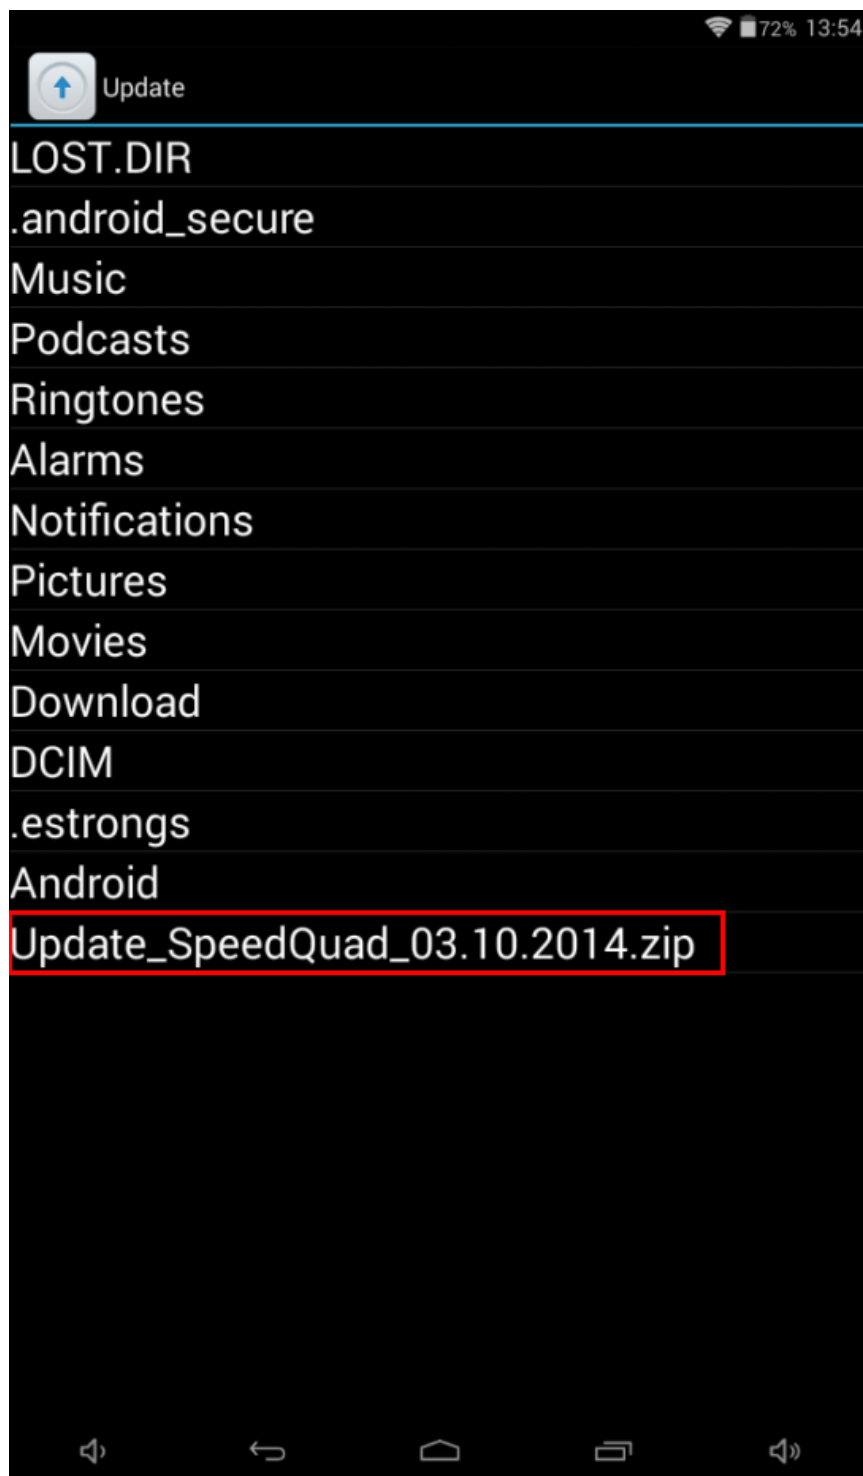 72% 13:54
Update
LOST.DIR
.android_secure
Music
Podcasts
Ringtones
Alarms
Notifications
Pictures
Movies
Download
DCIM
.estrongs
Android
Update_SpeedQuad_03.10.2014.zip